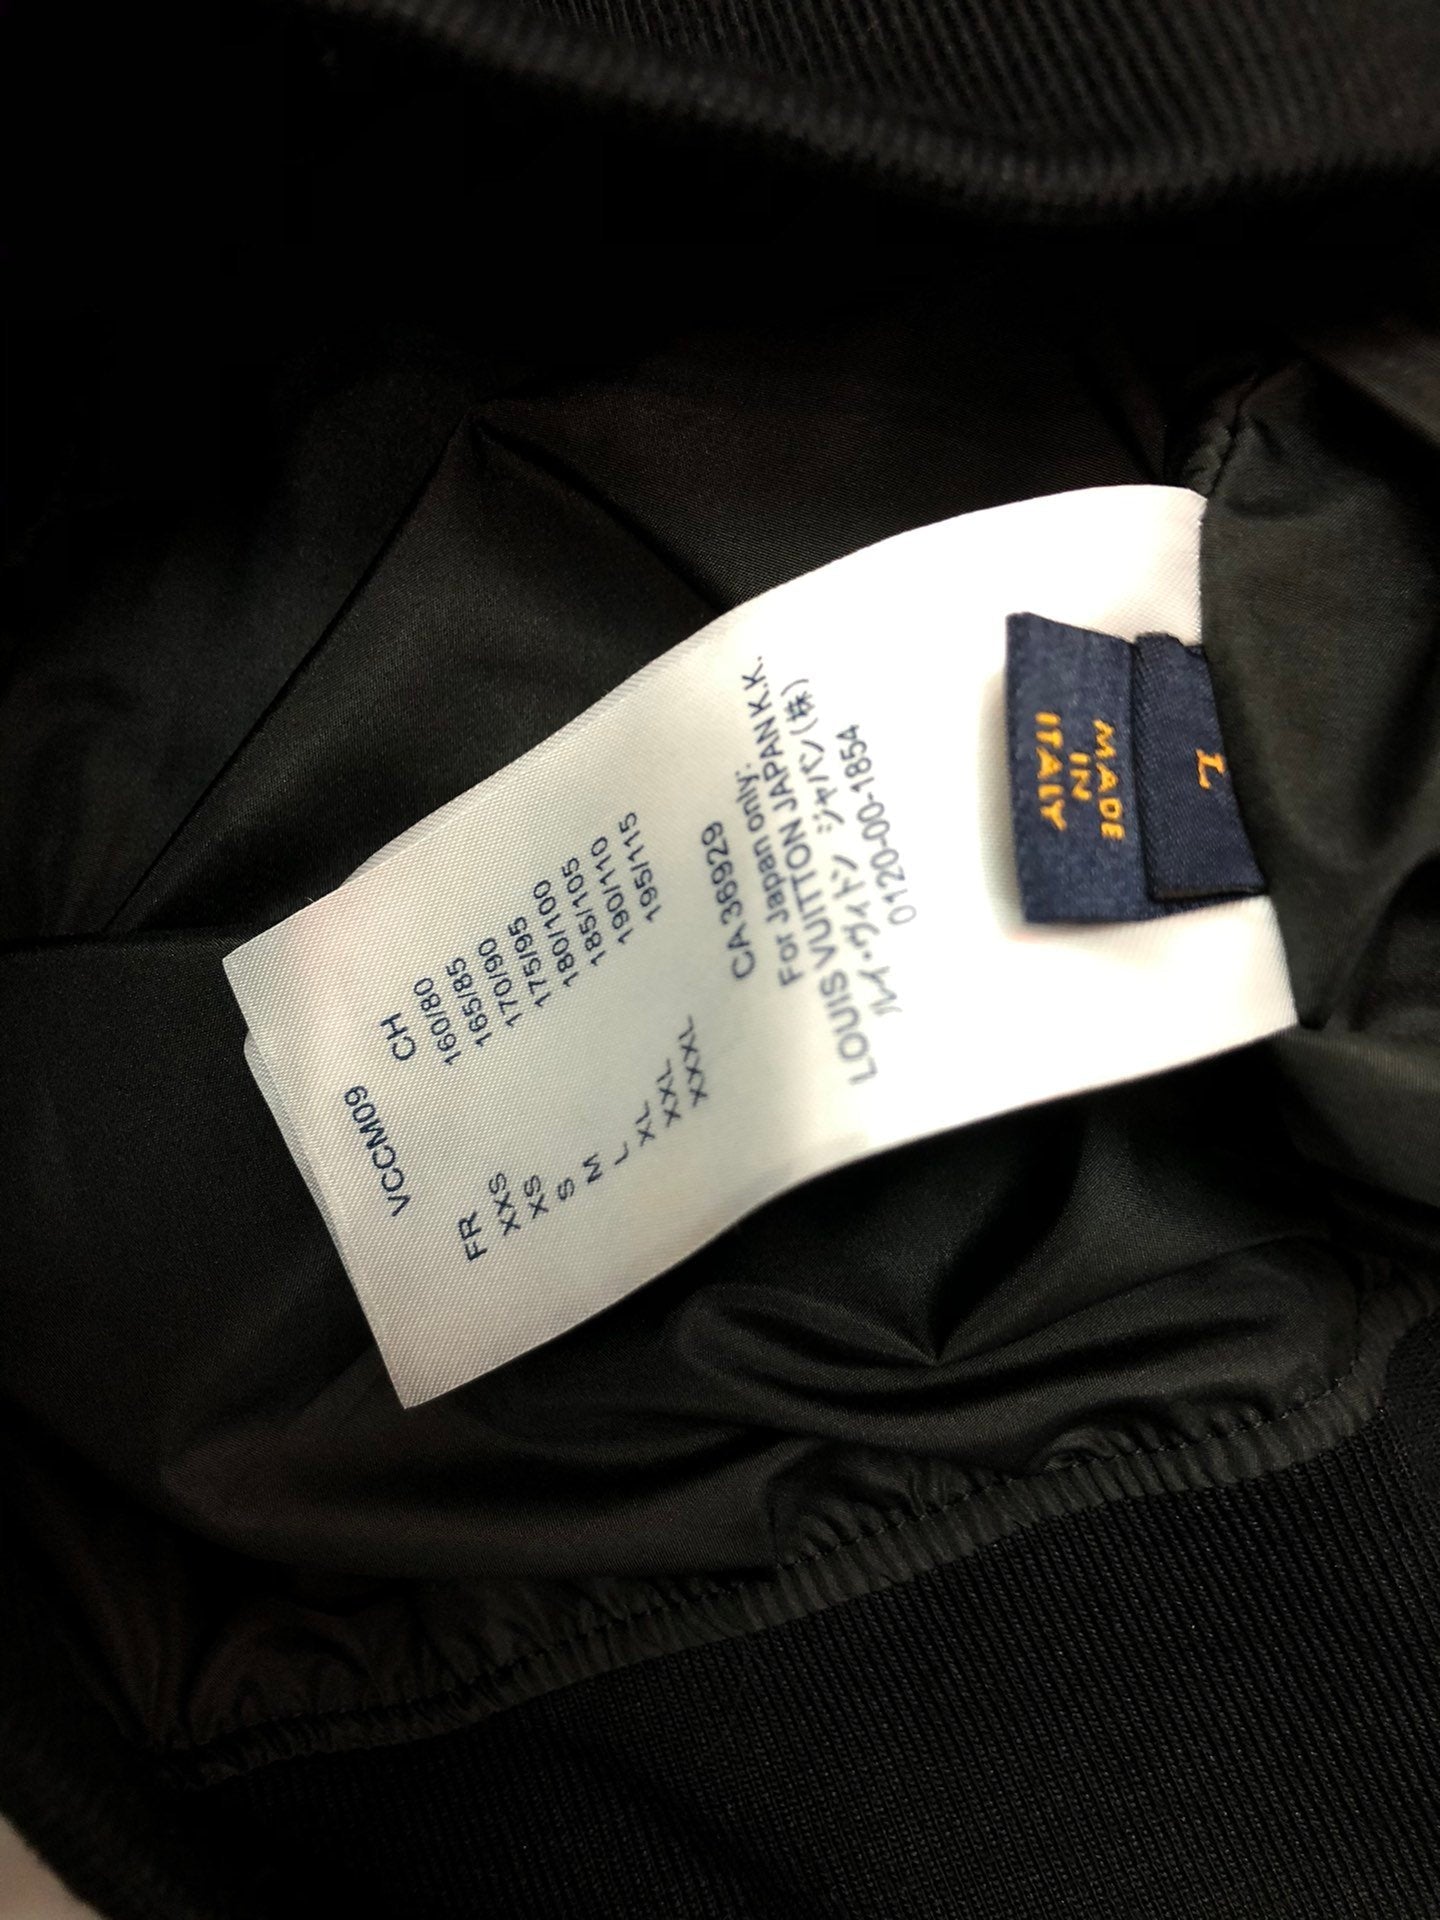 VCCM09
FR CH
XXS 160/80
XS 165/85
S 170/90
M 175/95
L 180/100
XL 185/105
XXL 190/110
XXXL 195/115
CA 36929
For Japan only:
LOUIS VUITTON JAPAN K.K.
ルイ・ヴィトン ジャパン(株)
0120-00-1854
MADE
IN
ITALY
L